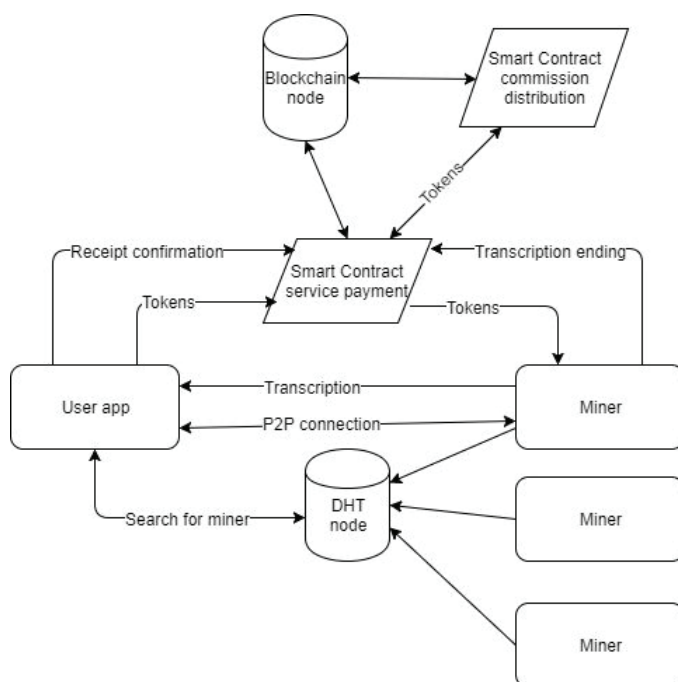 Blockchain
node
Smart Contract
commission
distribution
Tokens
Receipt confirmation
Smart Contract
service payment
Transcription ending
Tokens
Tokens
User app
Transcription
Miner
P2P connection
DHT
node
Search for miner
Miner
Miner